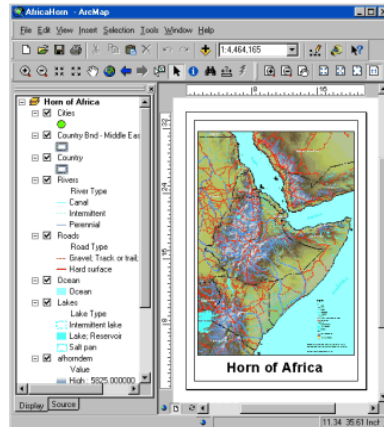 AfricaHorn - ArcMap
File Edit View Insert Selection Tools Window Help
1:4,464,165
Horn of Africa
Cities
Country Bnd - Middle Eas
Country
Rivers
River Type
Canal
Intermittent
Perennial
Roads
Road Type
Gravel; Track or trail;
Hard surface
Ocean
Ocean
Lakes
Lake Type
Intermittent lake
Lake; Reservoir
Salt pan
afhorndem
Value
High : 5825.000000
Display Source
Horn of Africa
11.34 35.61 Inch